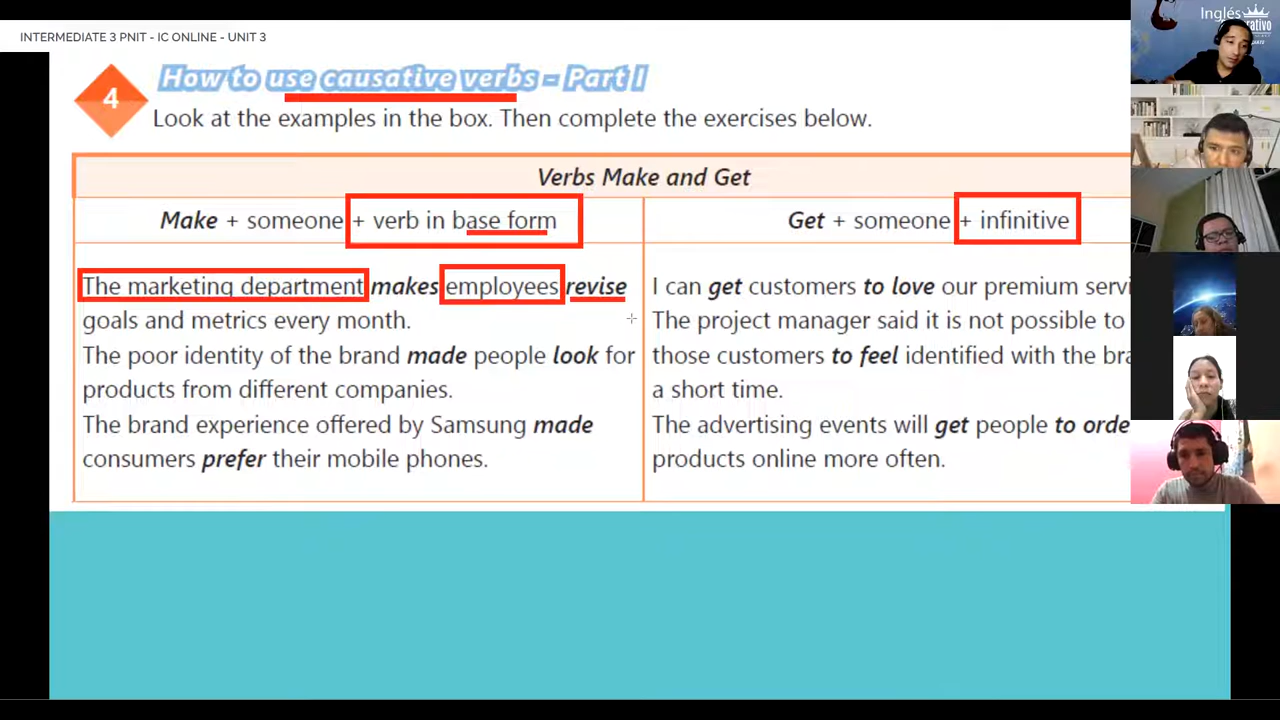 INTERMEDIATE 3 PNIT - IC ONLINE - UNIT 3
Inglés
4
How to use causative verbs - Part I
Look at the examples in the box. Then complete the exercises below.
Verbs Make and Get
Make + someone + verb in base form
Get + someone + infinitive
The marketing department makes employees revise
goals and metrics every month.
The poor identity of the brand made people look for
products from different companies.
The brand experience offered by Samsung made
consumers prefer their mobile phones.
I can get customers to love our premium servi
The project manager said it is not possible to
those customers to feel identified with the bra
a short time.
The advertising events will get people to orde
products online more often.